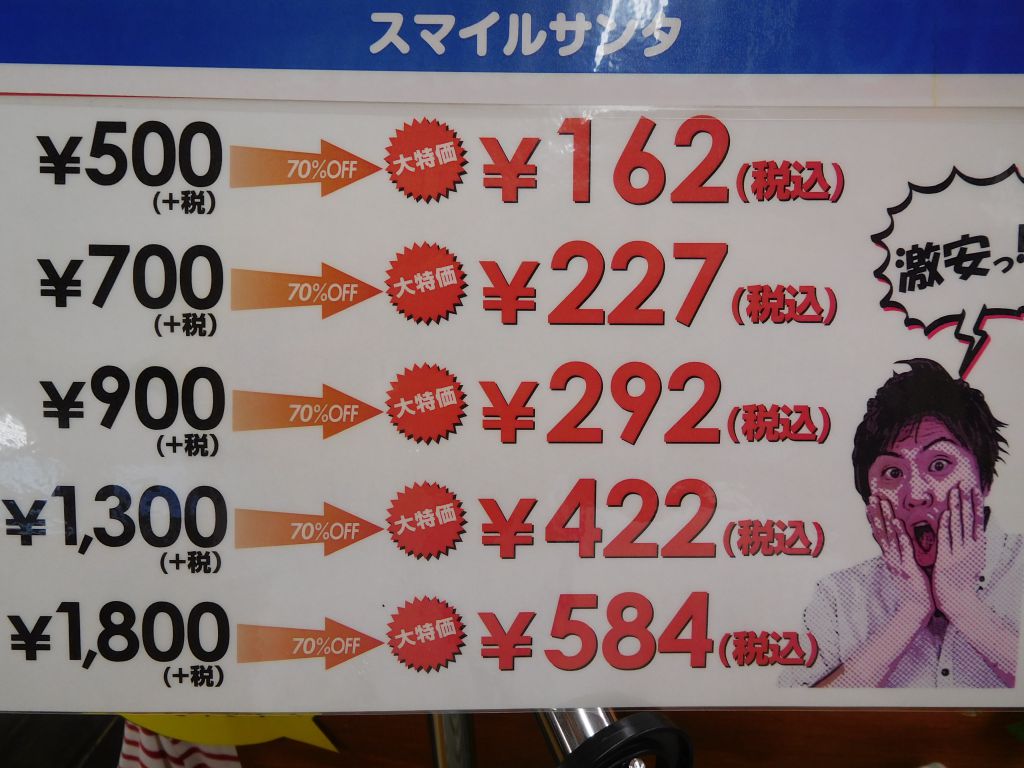 スマイルサンタ
¥500 70%OFF 大特価 ¥162(税込)
(+税)
¥700 70%OFF 大特価 ¥227(税込)
(+税)
¥900 70%OFF 大特価 ¥292(税込)
(+税)
¥1,300 70%OFF 大特価 ¥422(税込)
(+税)
¥1,800 70%OFF 大特価 ¥584(税込)
(+税)
激安っ!